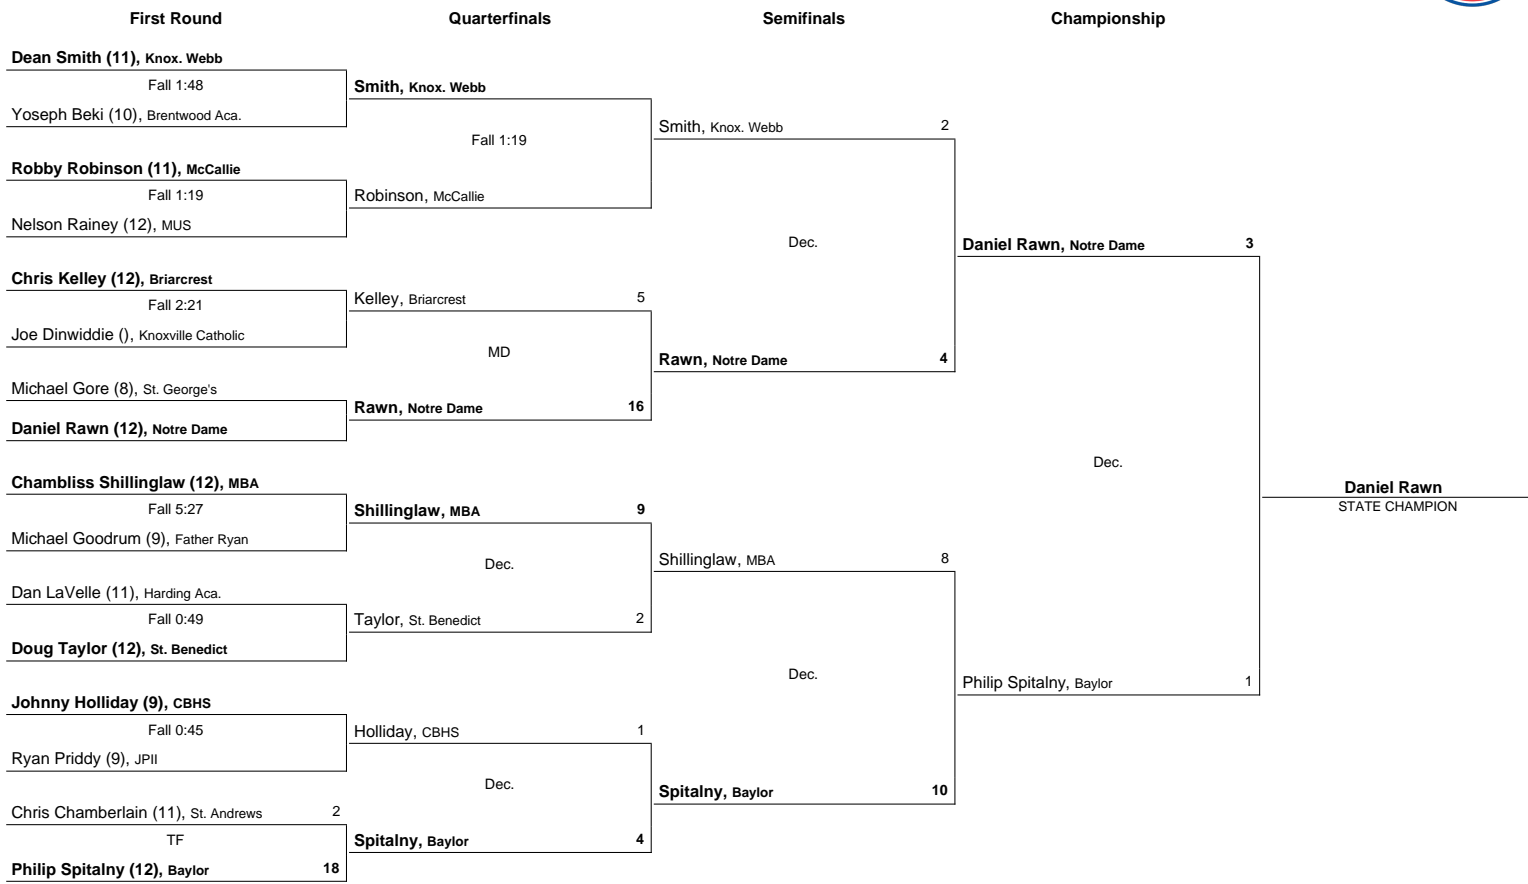 First Round Quarterfinals Semifinals Championship
Dean Smith (11), Knox. Webb
Fall 1:48
Yoseph Beki (10), Brentwood Aca.
Smith, Knox. Webb
Fall 1:19
Robby Robinson (11), McCallie
Fall 1:19
Nelson Rainey (12), MUS
Robinson, McCallie
Smith, Knox. Webb 2
Dec.
Chris Kelley (12), Briarcrest
Fall 2:21
Joe Dinwiddie (), Knoxville Catholic
Kelley, Briarcrest 5
MD
Michael Gore (8), St. George's
Daniel Rawn (12), Notre Dame
Rawn, Notre Dame 16
Rawn, Notre Dame 4
Daniel Rawn, Notre Dame 3
Dec.
Chambliss Shillinglaw (12), MBA
Fall 5:27
Michael Goodrum (9), Father Ryan
Shillinglaw, MBA 9
Dec.
Dan LaVelle (11), Harding Aca.
Fall 0:49
Doug Taylor (12), St. Benedict
Taylor, St. Benedict 2
Shillinglaw, MBA 8
Dec.
Johnny Holliday (9), CBHS
Fall 0:45
Ryan Priddy (9), JPII
Holliday, CBHS 1
Dec.
Chris Chamberlain (11), St. Andrews 2
TF
Philip Spitalny (12), Baylor 18
Spitalny, Baylor 4
Spitalny, Baylor 10
Philip Spitalny, Baylor 1
Daniel Rawn
STATE CHAMPION